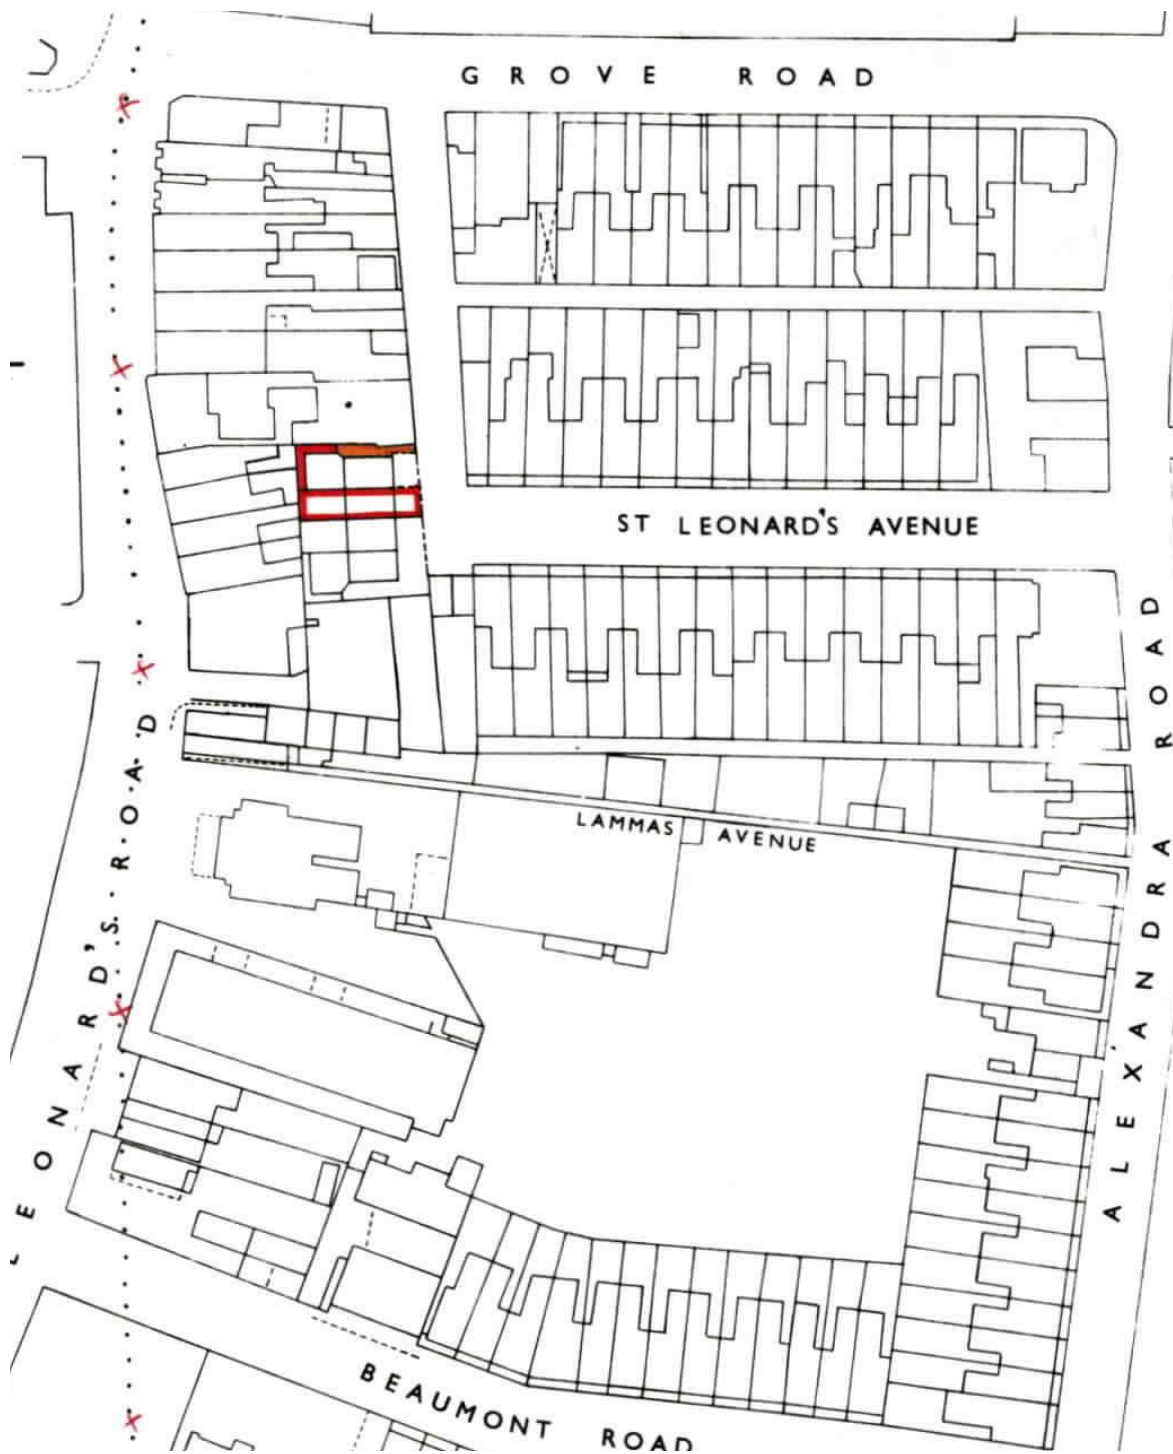 GROVE ROAD
ST LEONARD'S AVENUE
LAMMAS AVENUE
LEONARD'S ROAD
ALEXANDRA ROAD
BEAUMONT ROAD